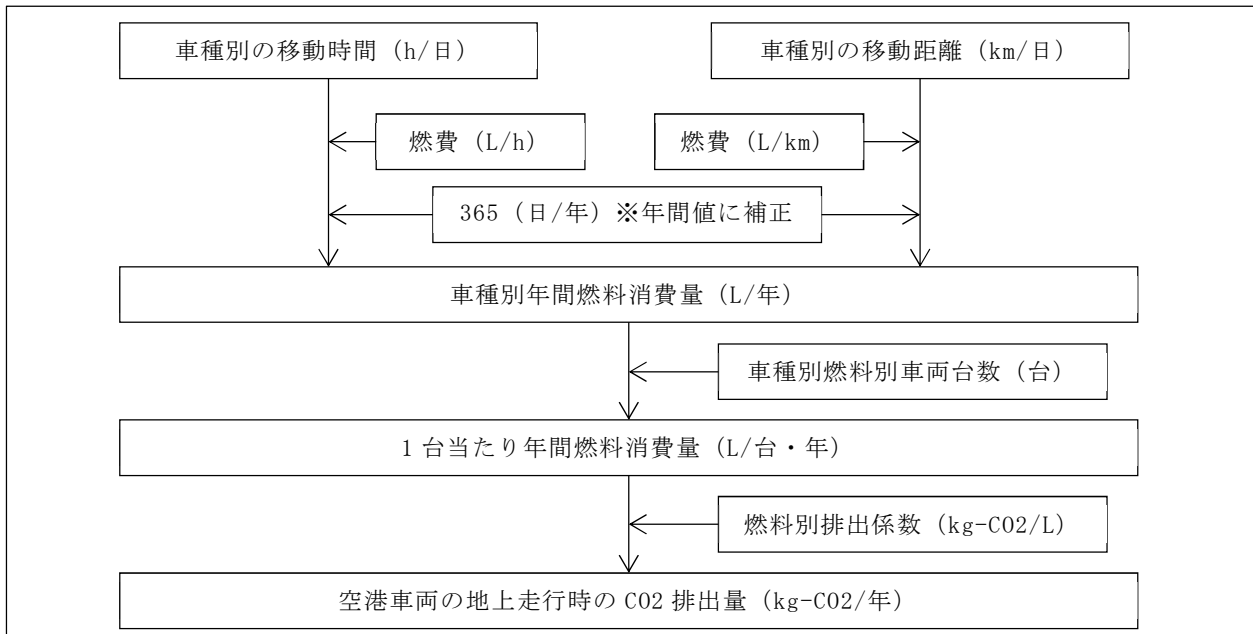 車種別の移動時間（h/日）
車種別の移動距離（km/日）
燃費（L/h）
燃費（L/km）
365（日/年）※年間値に補正
車種別年間燃料消費量（L/年）
車種別燃料別車両台数（台）
1台当たり年間燃料消費量（L/台・年）
燃料別排出係数（kg-CO2/L）
空港車両の地上走行時のCO2排出量（kg-CO2/年）